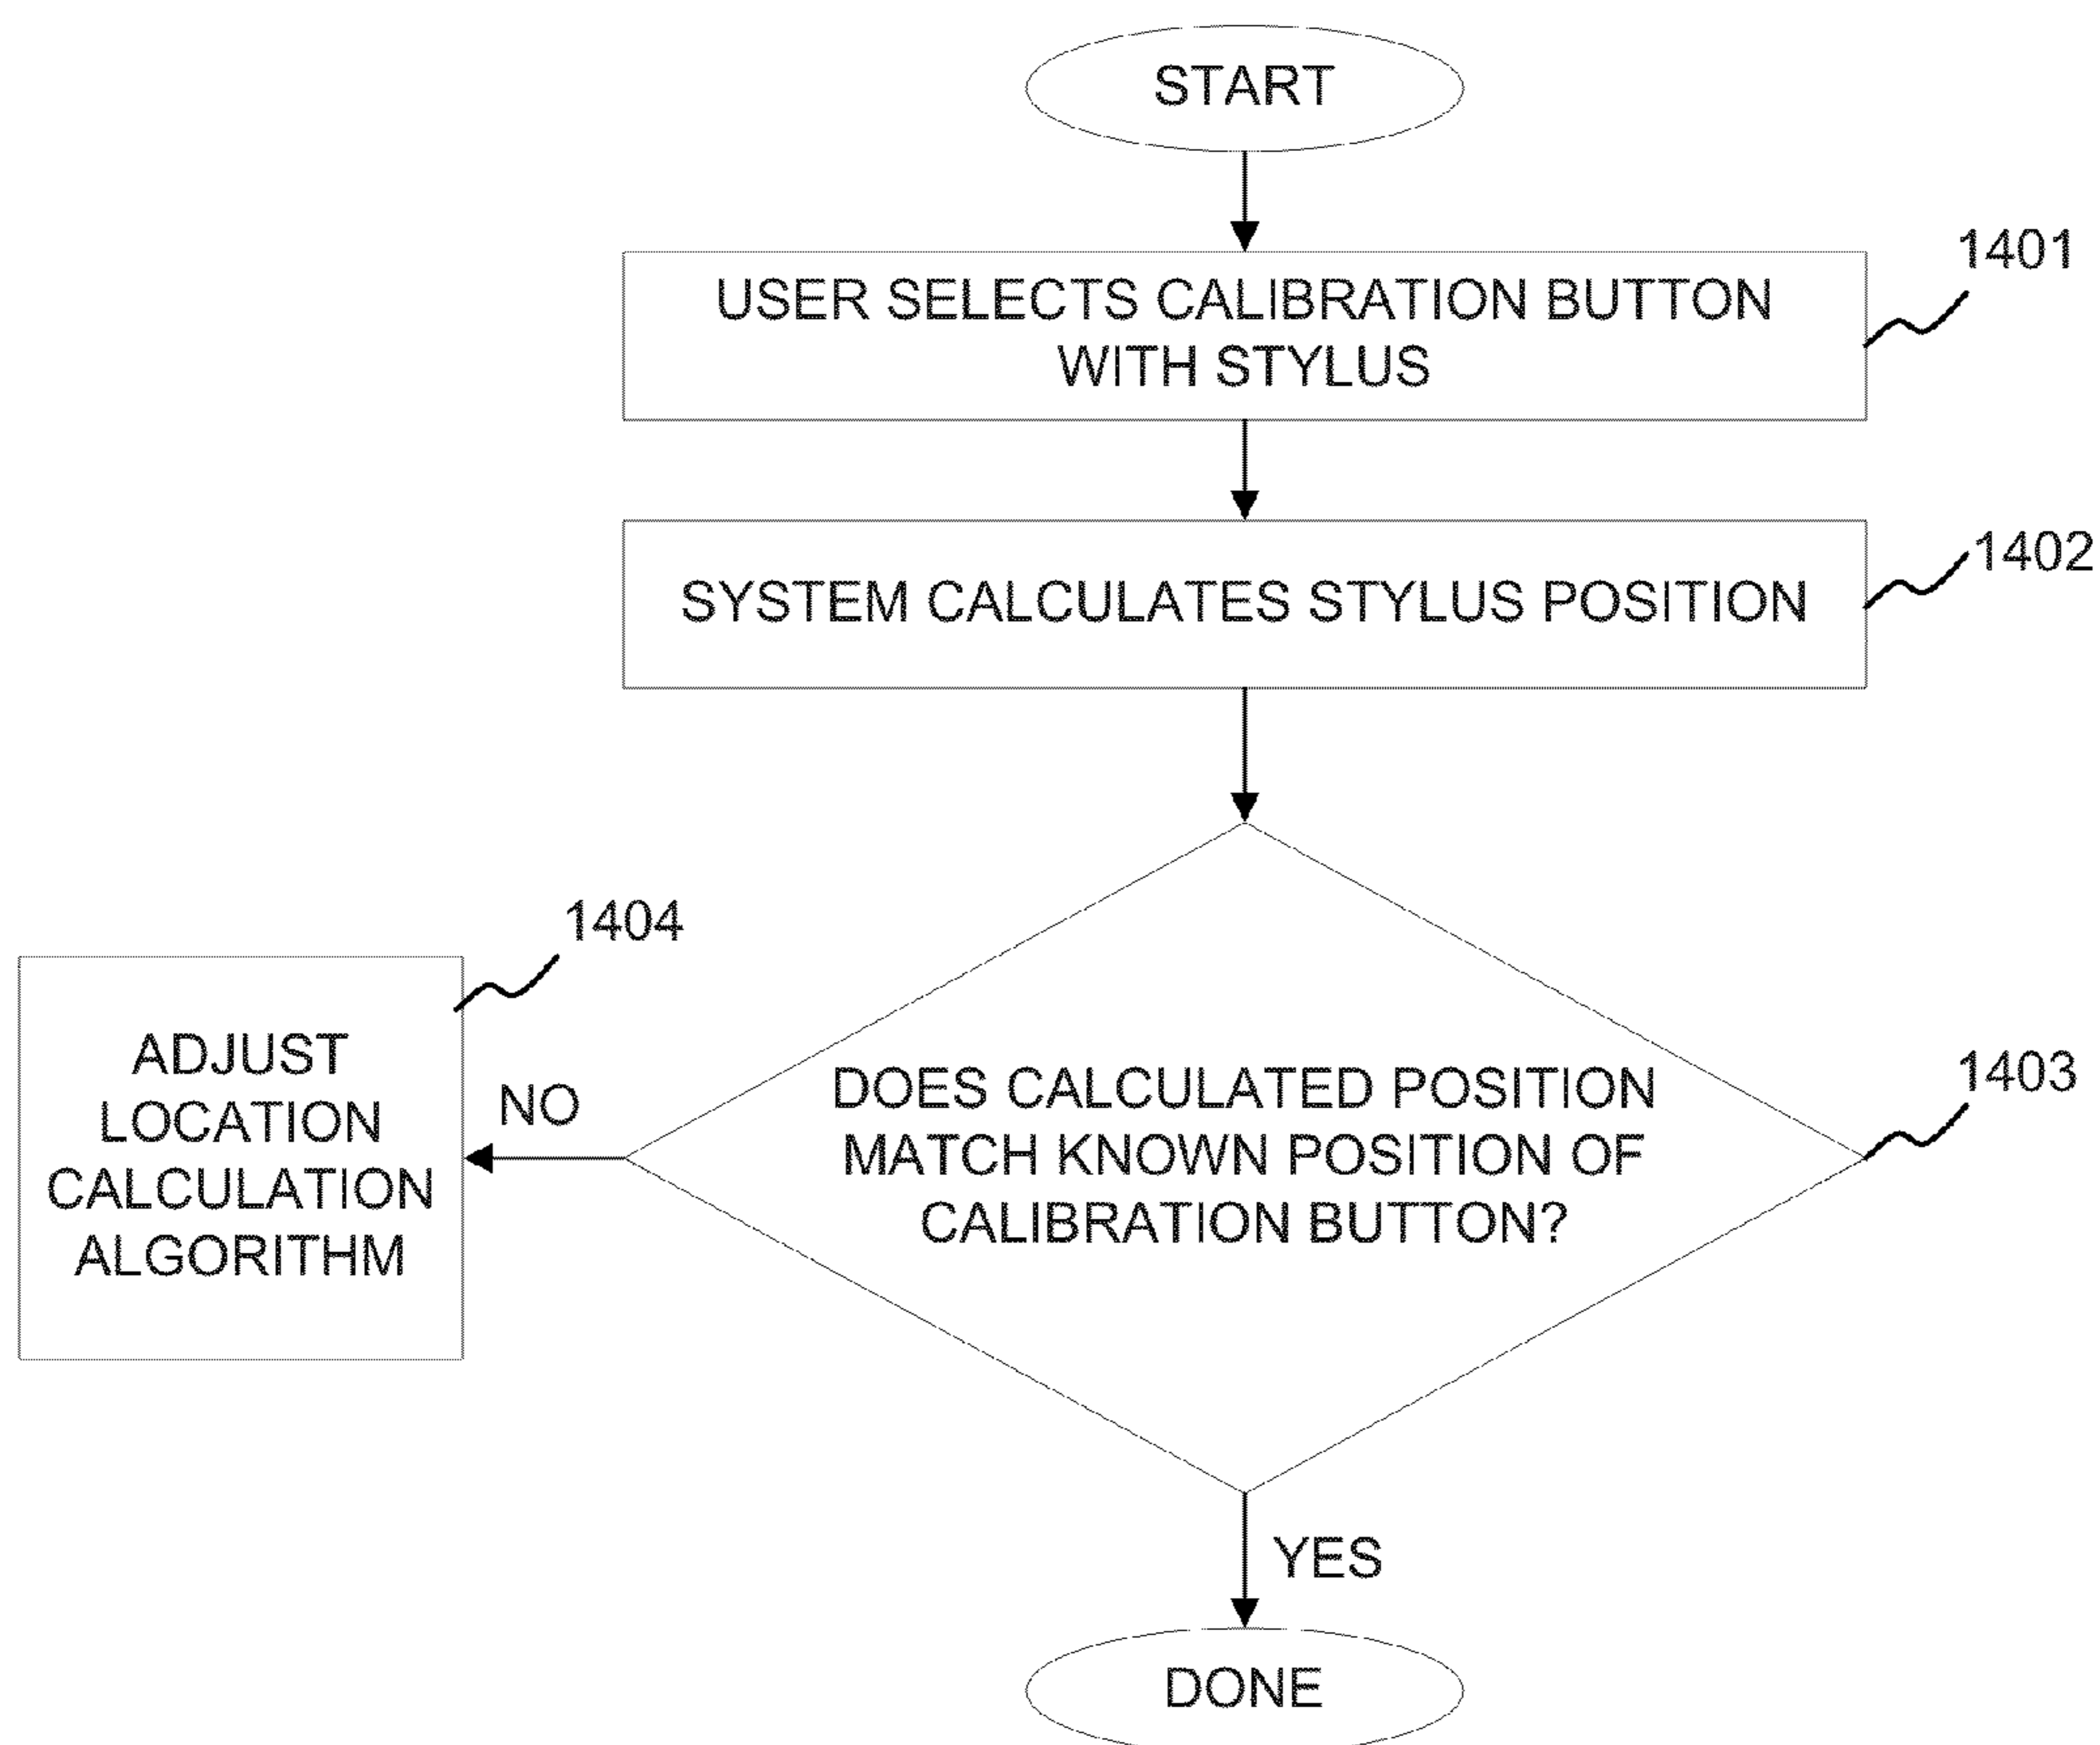 START
1401
USER SELECTS CALIBRATION BUTTON
WITH STYLUS
1402
SYSTEM CALCULATES STYLUS POSITION
1404
ADJUST
LOCATION
CALCULATION
ALGORITHM
NO
1403
DOES CALCULATED POSITION
MATCH KNOWN POSITION OF
CALIBRATION BUTTON?
YES
DONE